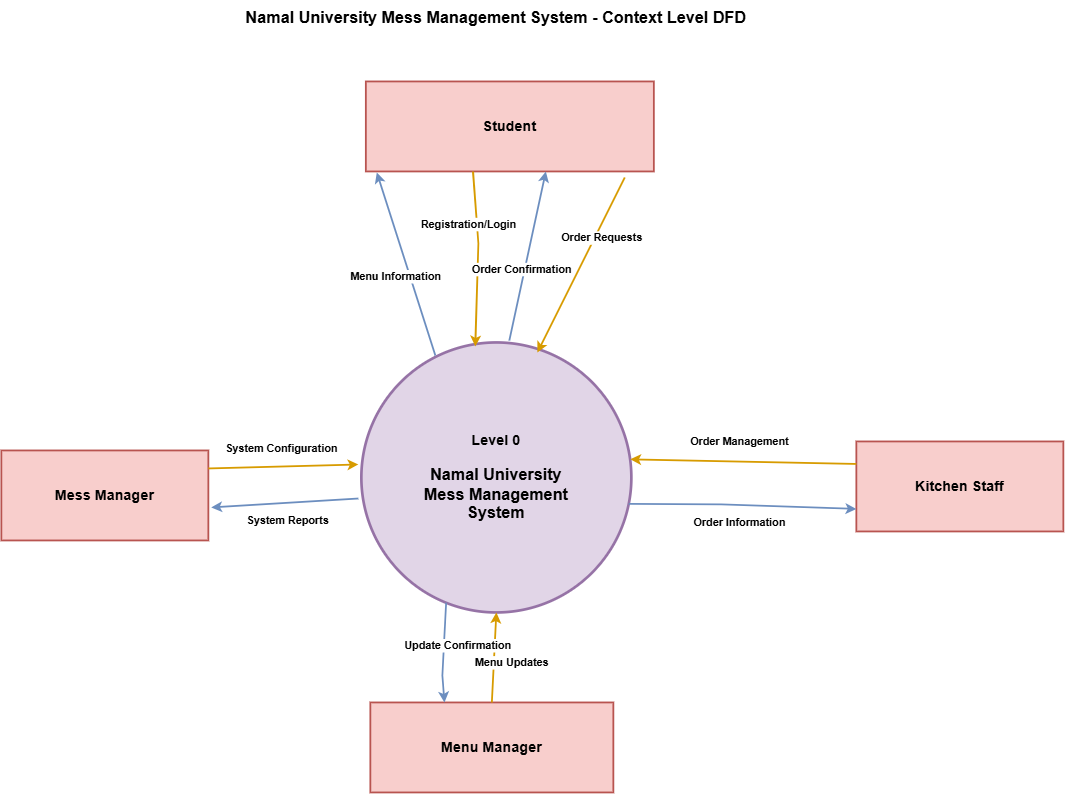 Namal University Mess Management System - Context Level DFD
Student
Registration/Login
Order Requests
Order Confirmation
Menu Information
Level 0
Namal University
Mess Management
System
System Configuration
Mess Manager
System Reports
Order Management
Kitchen Staff
Order Information
Update Confirmation
Menu Updates
Menu Manager